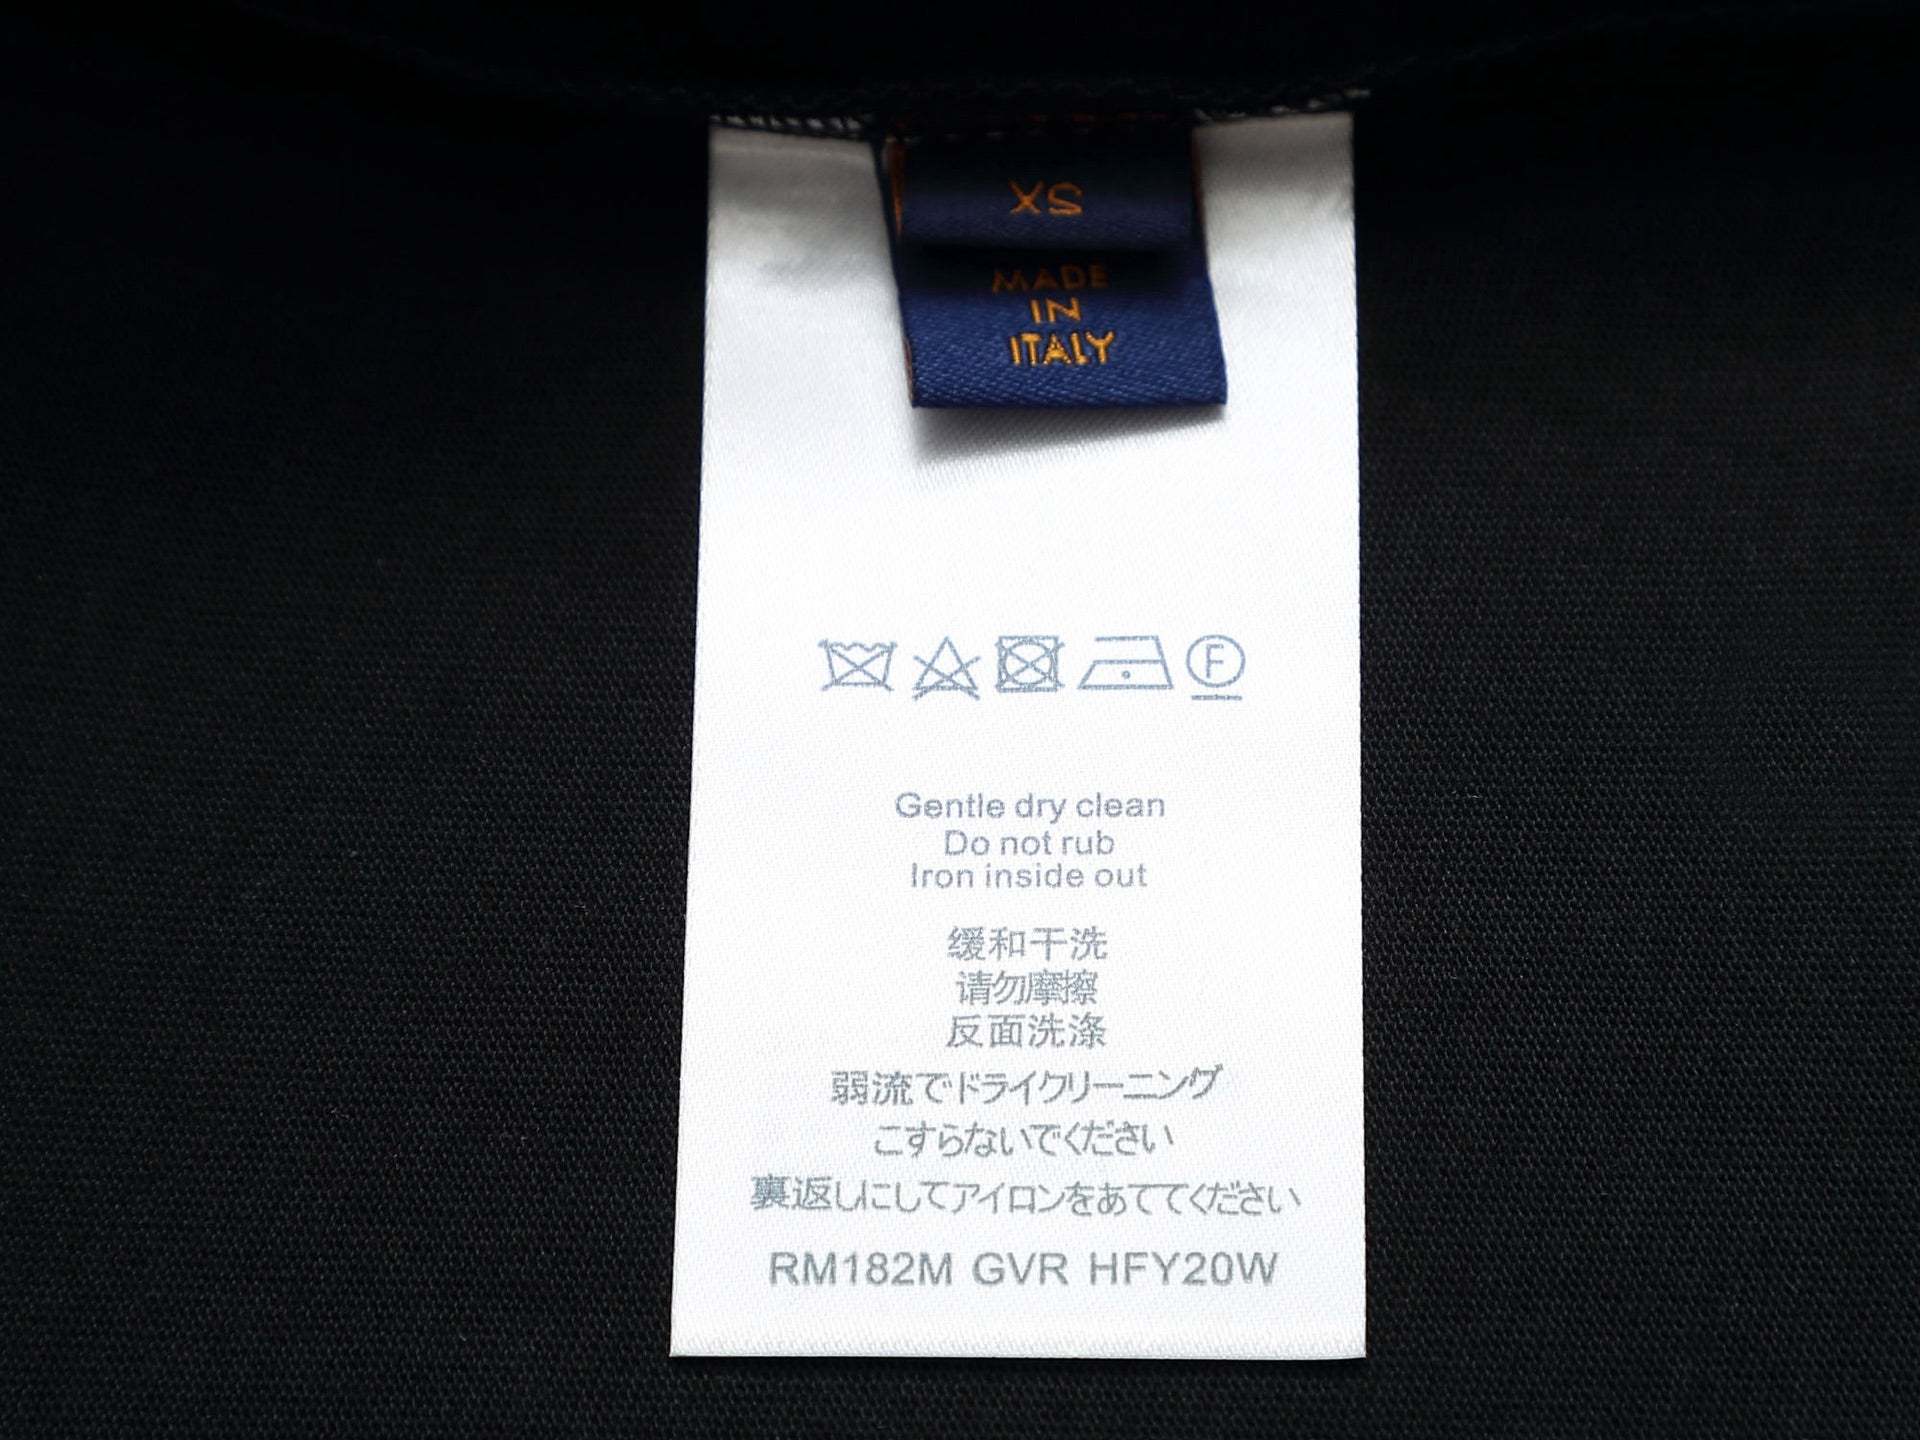 XS
MADE
IN
ITALY
F
Gentle dry clean
Do not rub
Iron inside out
缓和干洗
请勿摩擦
反面洗涤
弱流でドライクリーニング
こすらないでください
裏返しにしてアイロンをあててください
RM182M GVR HFY20W